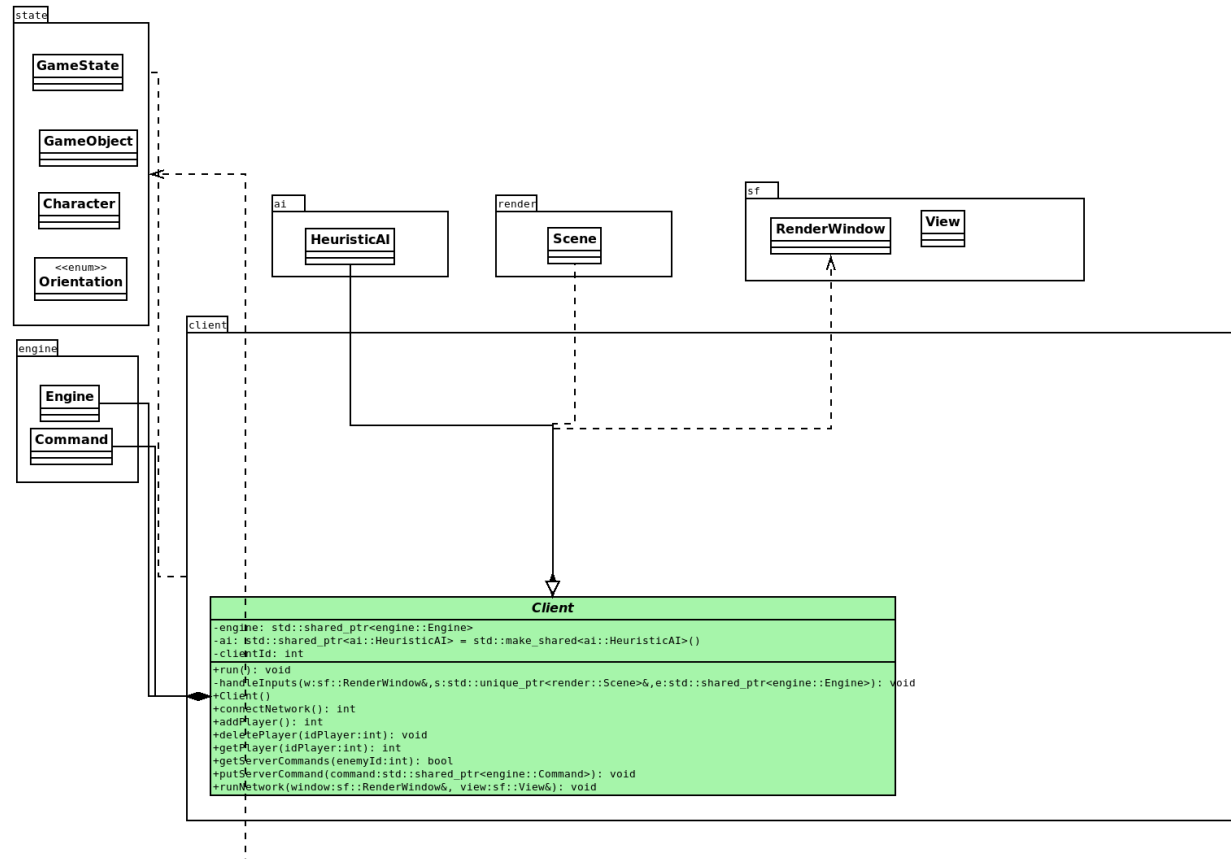 state
GameState
GameObject
Character
<<enum>>
Orientation
engine
Engine
Command
ai
HeuristicAI
render
Scene
sf
RenderWindow
View
client
Client
-engine: std::shared_ptr<engine::Engine>
-ai: std::shared_ptr<ai::HeuristicAI> = std::make_shared<ai::HeuristicAI>()
-clientId: int
+run(): void
-handleInputs(w:sf::RenderWindow&,s:std::unique_ptr<render::Scene>&,e:std::shared_ptr<engine::Engine>): void
+Client()
+connectNetwork(): int
+addPlayer(): int
+deletePlayer(idPlayer:int): void
+getPlayer(idPlayer:int): int
+getServerCommands(enemyId:int): bool
+putServerCommand(command:std::shared_ptr<engine::Command>): void
+runNetwork(window:sf::RenderWindow&, view:sf::View&): void